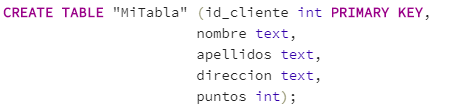 CREATE TABLE "MiTabla" (id_cliente int PRIMARY KEY,
nombre text,
apellidos text,
direccion text,
puntos int);